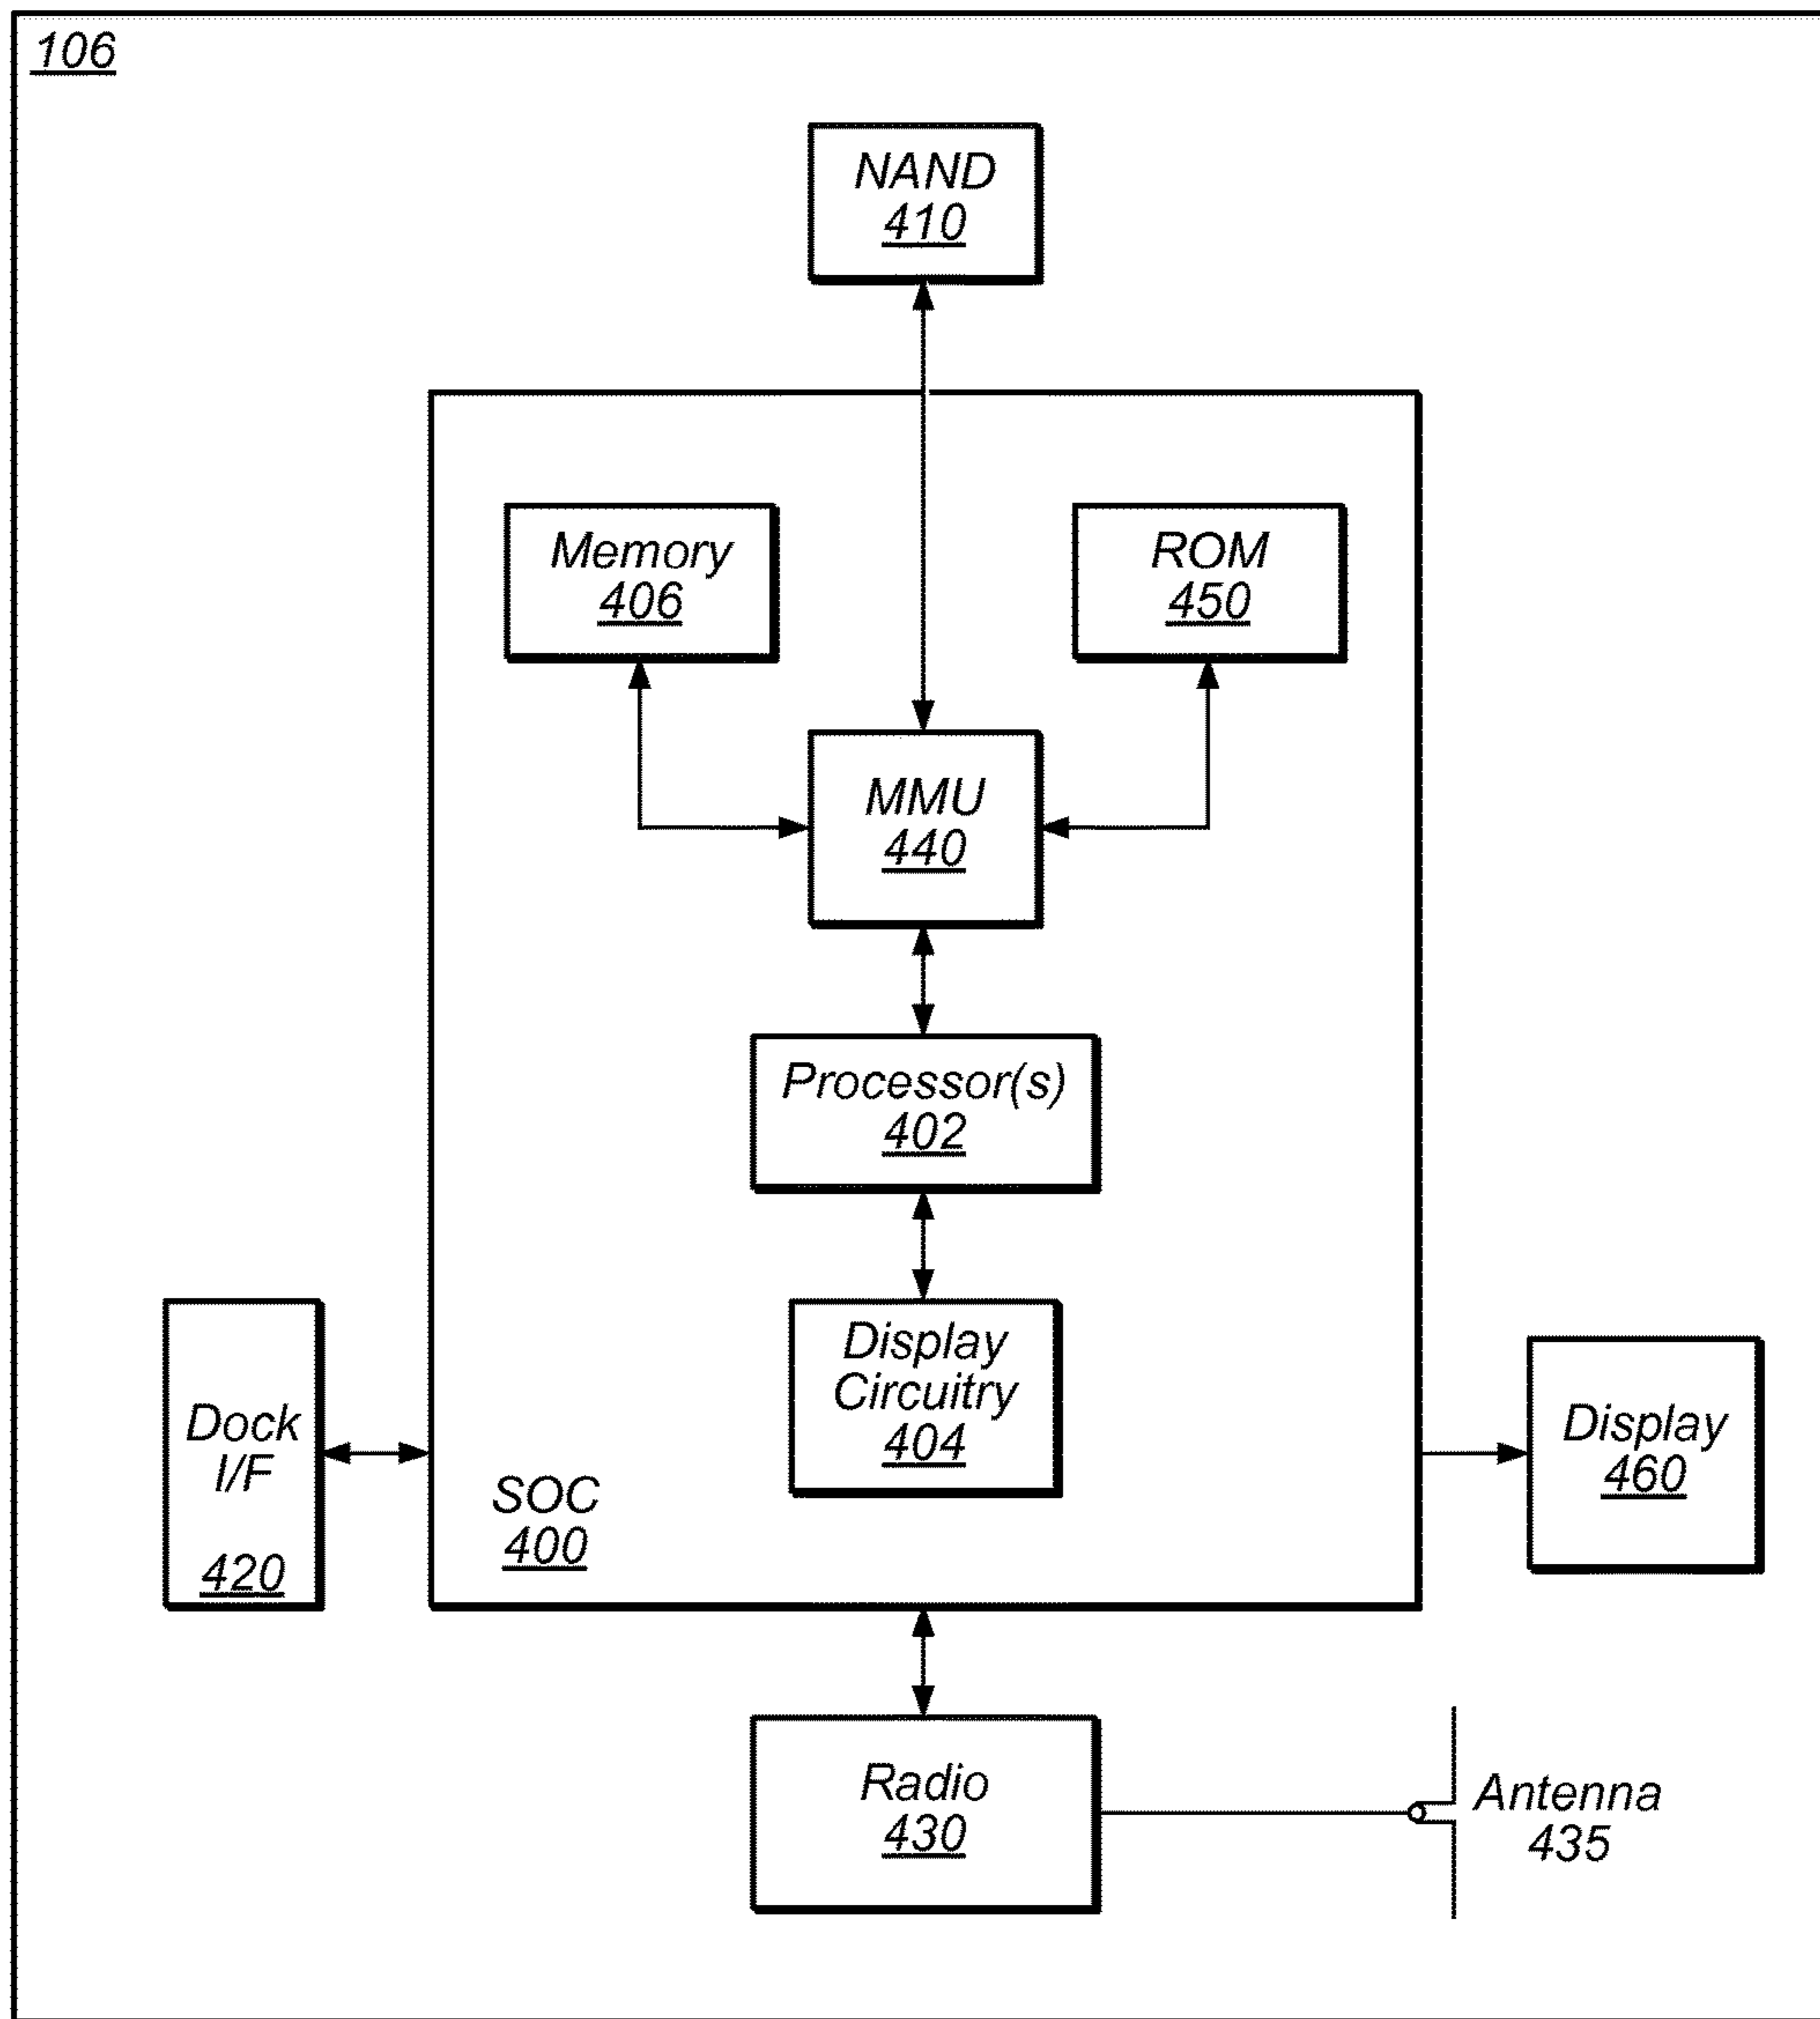 106
NAND
410
Memory
406
ROM
450
MMU
440
Processor(s)
402
Display
Circuitry
404
Dock
I/F
420
SOC
400
Display
460
Radio
430
Antenna
435